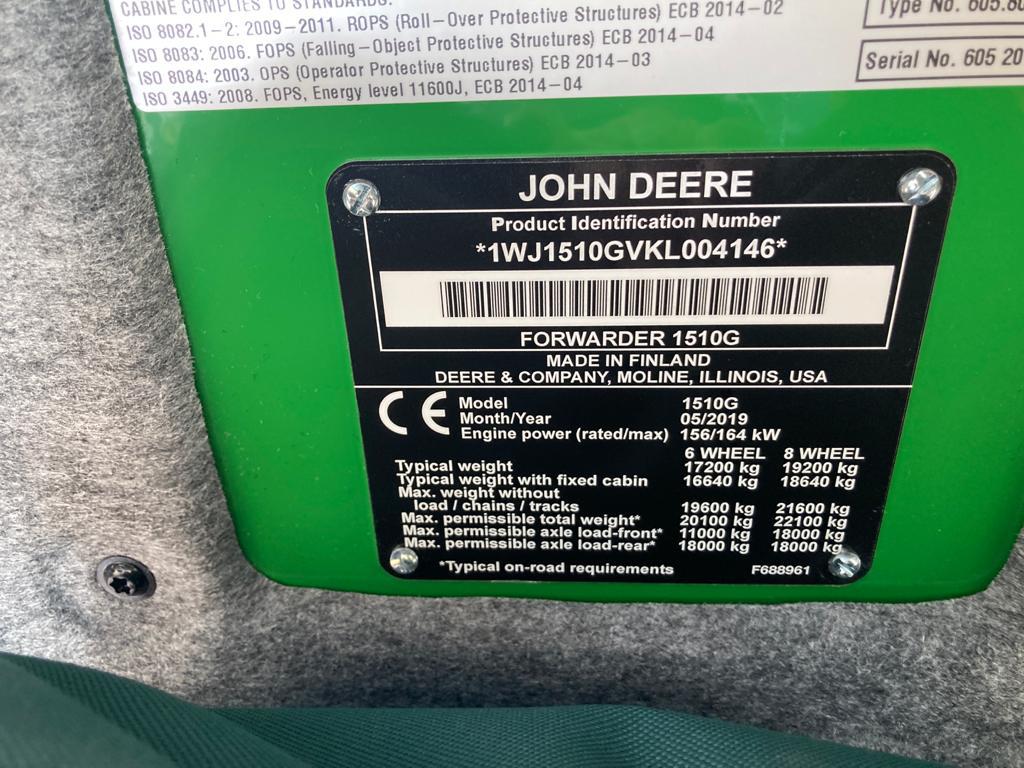 CABINE COMPLIES TO STANDARDS:
ISO 8082.1-2: 2009-2011. ROPS (Roll-Over Protective Structures) ECB 2014-02
ISO 8083: 2006. FOPS (Falling-Object Protective Structures) ECB 2014-04
ISO 8084: 2003. OPS (Operator Protective Structures) ECB 2014-03
ISO 3449: 2008. FOPS, Energy level 11600J, ECB 2014-04
Type No. 605.80
Serial No. 605 20
JOHN DEERE
Product Identification Number
*1WJ1510GVKL004146*
FORWARDER 1510G
MADE IN FINLAND
DEERE & COMPANY, MOLINE, ILLINOIS, USA
CE Model 1510G
Month/Year 05/2019
Engine power (rated/max) 156/164 kW
6 WHEEL 8 WHEEL
Typical weight 17200 kg 19200 kg
Typical weight with fixed cabin 16640 kg 18640 kg
Max. weight without
load / chains / tracks 19600 kg 21600 kg
Max. permissible total weight* 20100 kg 22100 kg
Max. permissible axle load-front* 11000 kg 18000 kg
Max. permissible axle load-rear* 18000 kg 18000 kg
*Typical on-road requirements F688961